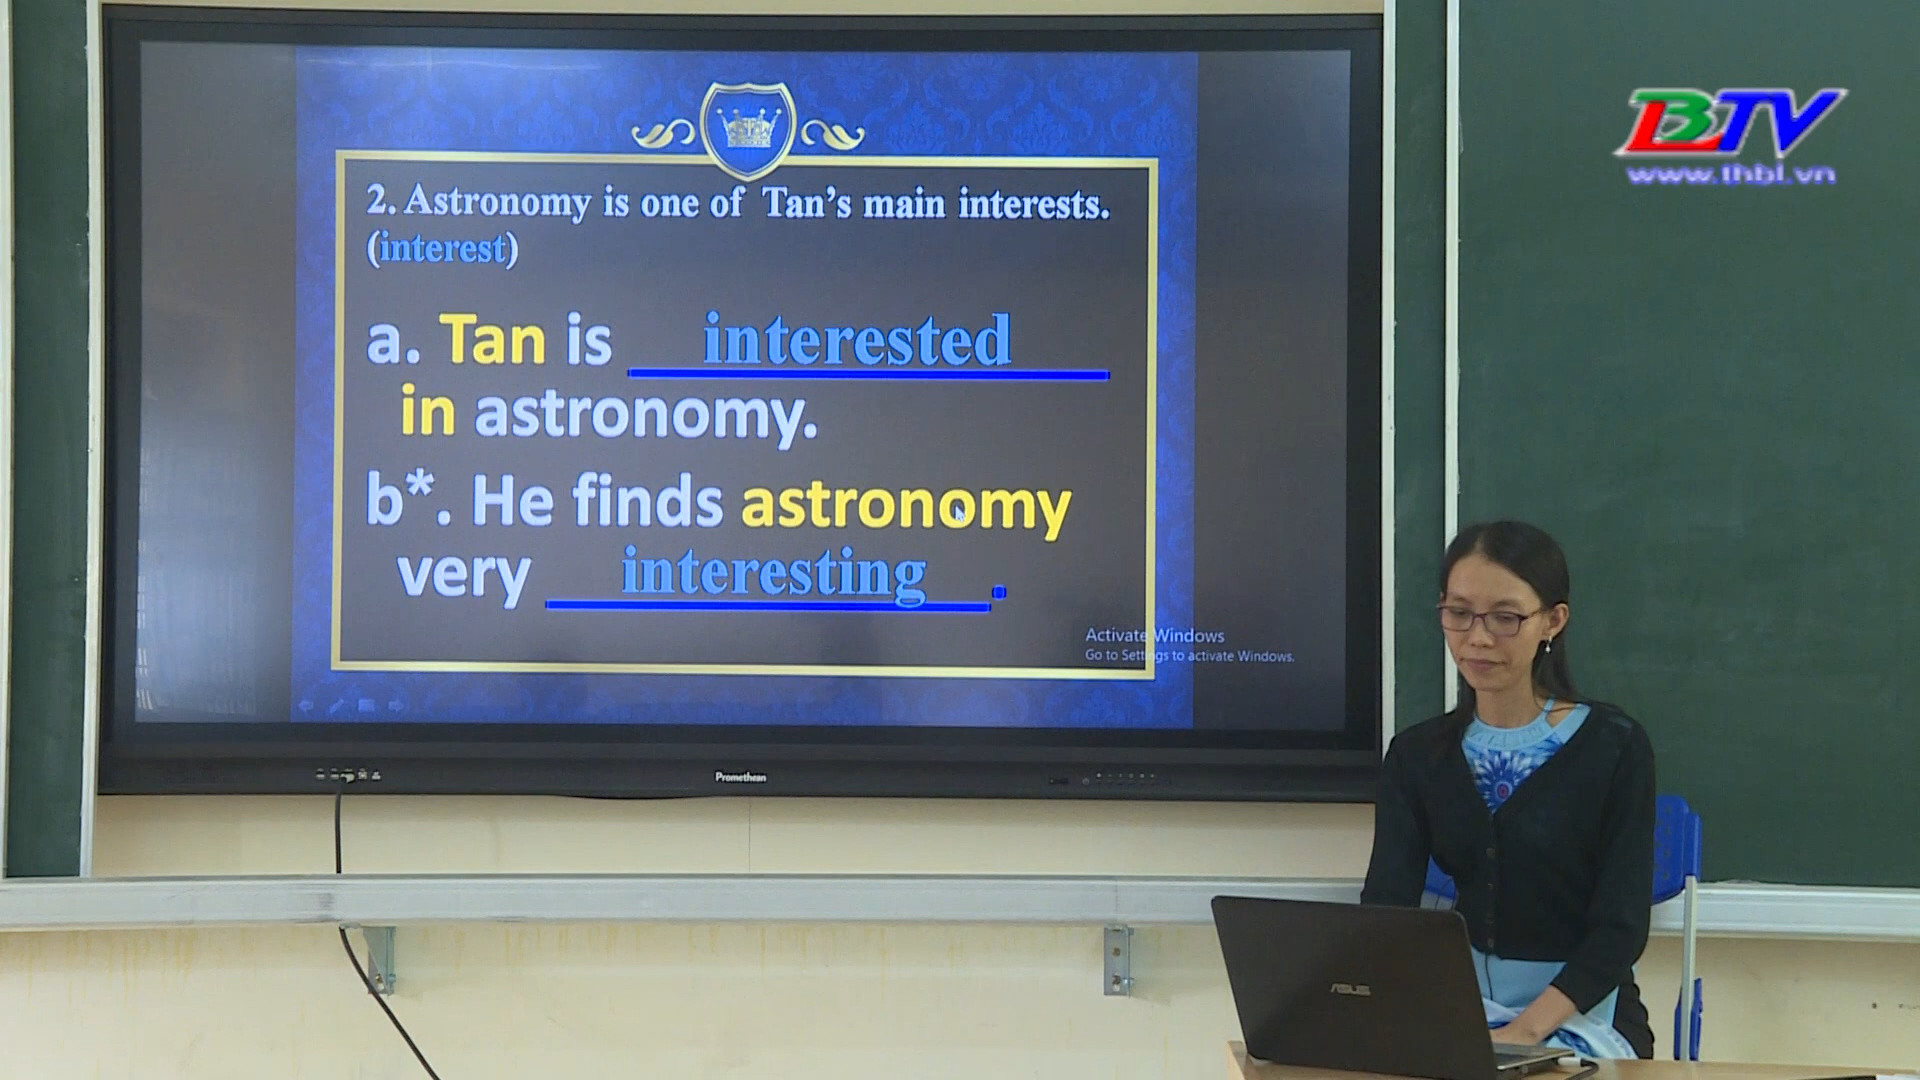 2. Astronomy is one of Tan's main interests.
(interest)
a. Tan is interested
in astronomy.
b*. He finds astronomy
very interesting.
Activate Windows
Go to Settings to activate Windows.
Promethean
BTV
www.thbl.vn
ASUS